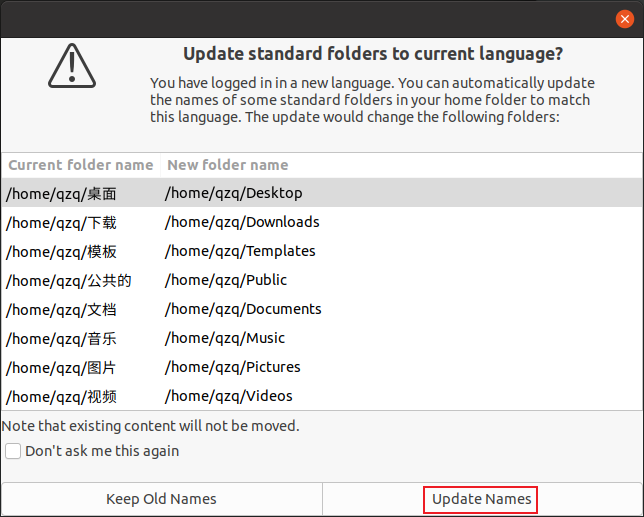 Update standard folders to current language?
You have logged in in a new language. You can automatically update
the names of some standard folders in your home folder to match
this language. The update would change the following folders:
Current folder name New folder name
/home/qzq/桌面 /home/qzq/Desktop
/home/qzq/下载 /home/qzq/Downloads
/home/qzq/模板 /home/qzq/Templates
/home/qzq/公共的 /home/qzq/Public
/home/qzq/文档 /home/qzq/Documents
/home/qzq/音乐 /home/qzq/Music
/home/qzq/图片 /home/qzq/Pictures
/home/qzq/视频 /home/qzq/Videos
Note that existing content will not be moved.
Don't ask me this again
Keep Old Names Update Names